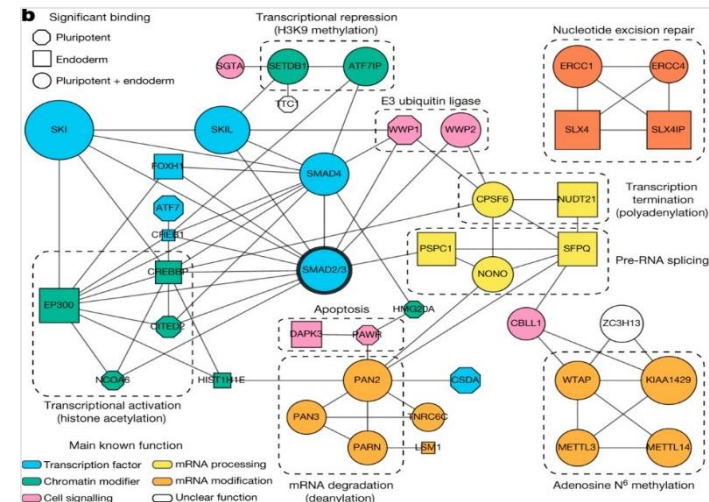 b
Significant binding
Pluripotent
Endoderm
Pluripotent + endoderm
Transcriptional repression
(H3K9 methylation)
SGTA
SETDB1
ATF7IP
TTC1
Nucleotide excision repair
ERCC1
ERCC4
SLX4
SLX4IP
E3 ubiquitin ligase
WWP1
WWP2
SKI
SKIL
FOXH1
SMAD4
ATF7
CREB1
CREBBP
SMAD2/3
EP300
CITED2
NCOA6
HIST1H1E
Transcriptional activation
(histone acetylation)
CPSF6
NUDT21
Transcription
termination
(polyadenylation)
PSPC1
SFPQ
NONO
Pre-RNA splicing
HMG20A
Apoptosis
DAPK3
PAWR
CBLL1
ZC3H13
PAN2
CSDA
PAN3
TNRC6C
PARN
LSM1
mRNA degradation
(deanylation)
WTAP
KIAA1429
METTL3
METTL14
Adenosine N⁶ methylation
Main known function
Transcription factor
mRNA processing
Chromatin modifier
mRNA modification
Cell signalling
Unclear function